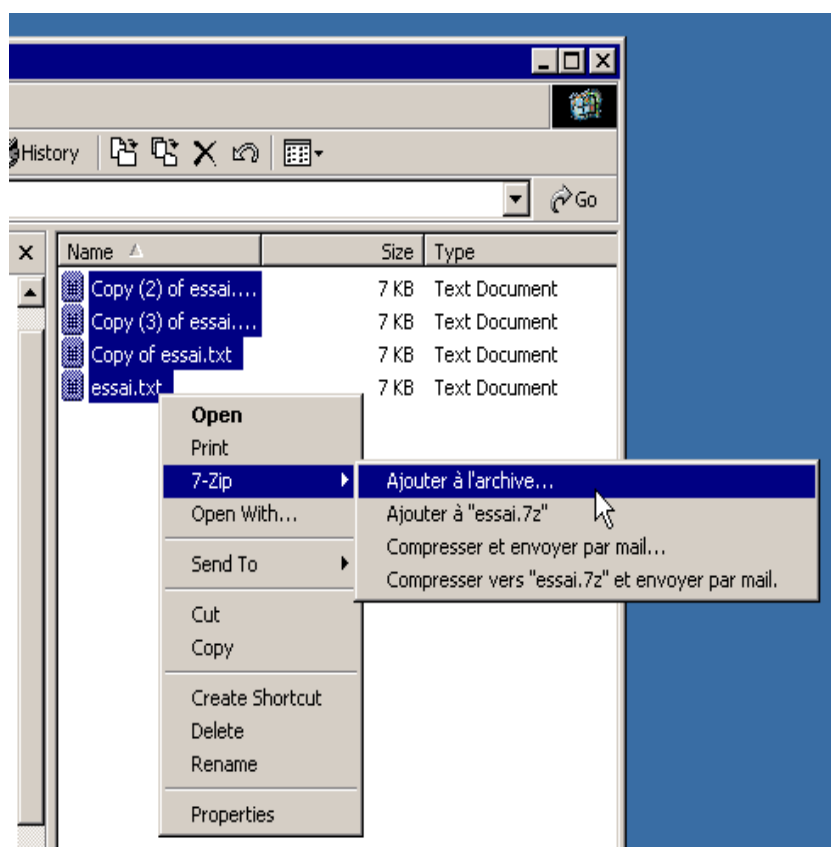 History
Go
Name Size Type
Copy (2) of essai.... 7 KB Text Document
Copy (3) of essai.... 7 KB Text Document
Copy of essai.txt 7 KB Text Document
essai.txt 7 KB Text Document
Open
Print
7-Zip
Open With...
Send To
Cut
Copy
Create Shortcut
Delete
Rename
Properties
Ajouter à l'archive...
Ajouter à "essai.7z"
Compresser et envoyer par mail...
Compresser vers "essai.7z" et envoyer par mail.